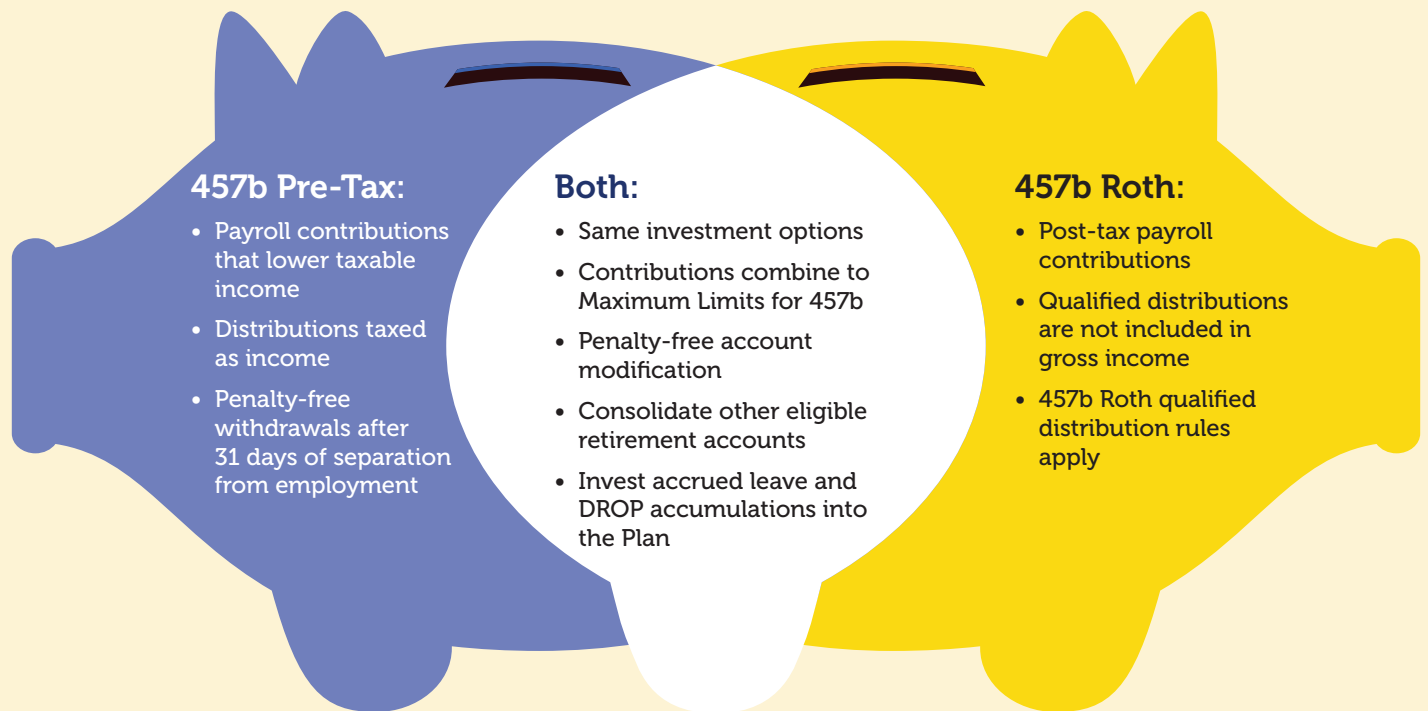 457b Pre-Tax:
• Payroll contributions
that lower taxable
income
• Distributions taxed
as income
• Penalty-free
withdrawals after
31 days of separation
from employment
Both:
• Same investment options
• Contributions combine to
Maximum Limits for 457b
• Penalty-free account
modification
• Consolidate other eligible
retirement accounts
• Invest accrued leave and
DROP accumulations into
the Plan
457b Roth:
• Post-tax payroll
contributions
• Qualified distributions
are not included in
gross income
• 457b Roth qualified
distribution rules
apply